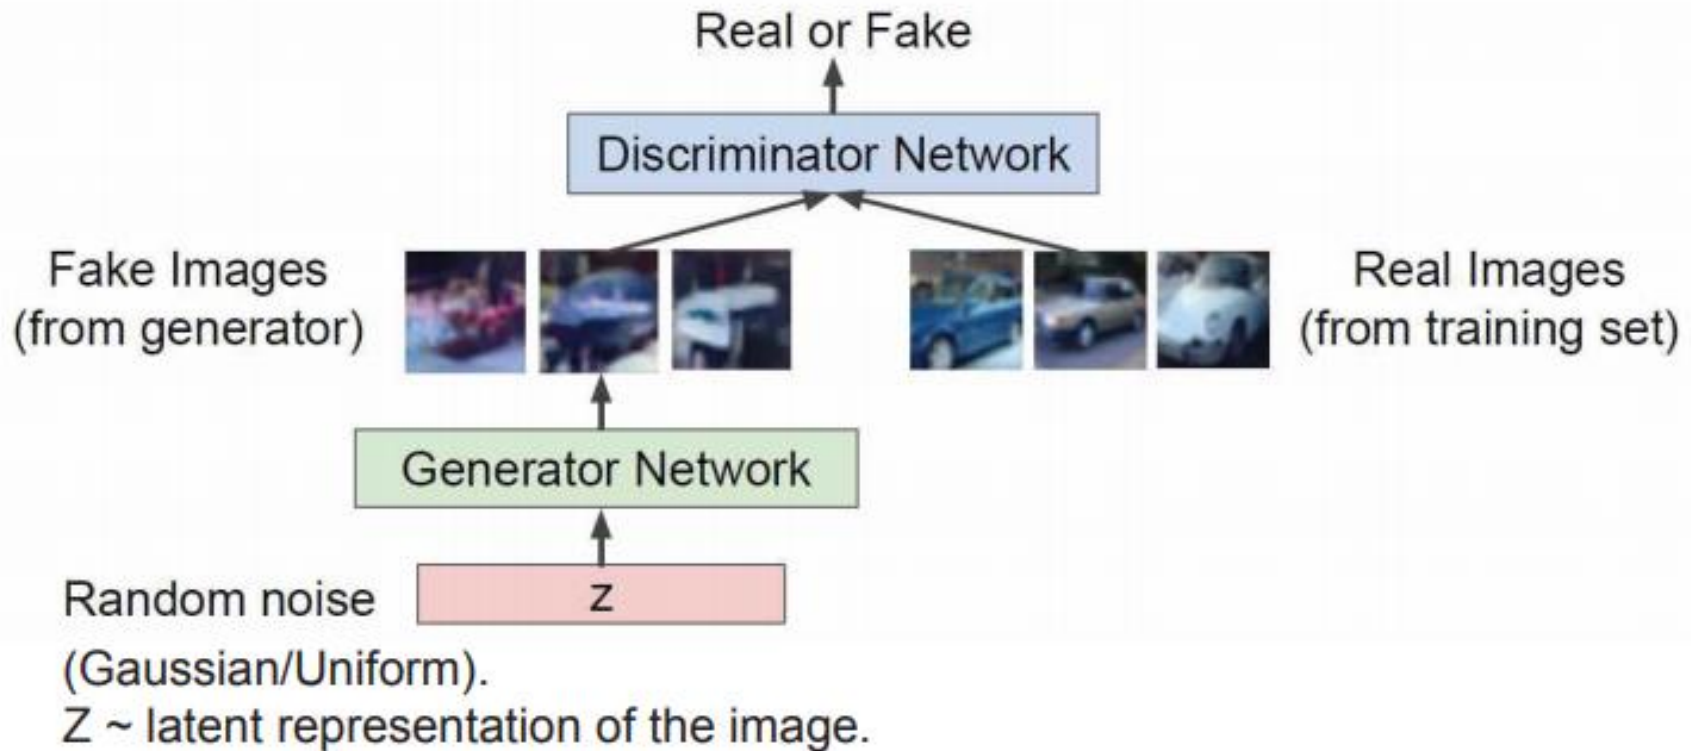 Real or Fake
Discriminator Network
Fake Images
(from generator)
Real Images
(from training set)
Generator Network
Random noise
z
(Gaussian/Uniform).
Z ~ latent representation of the image.